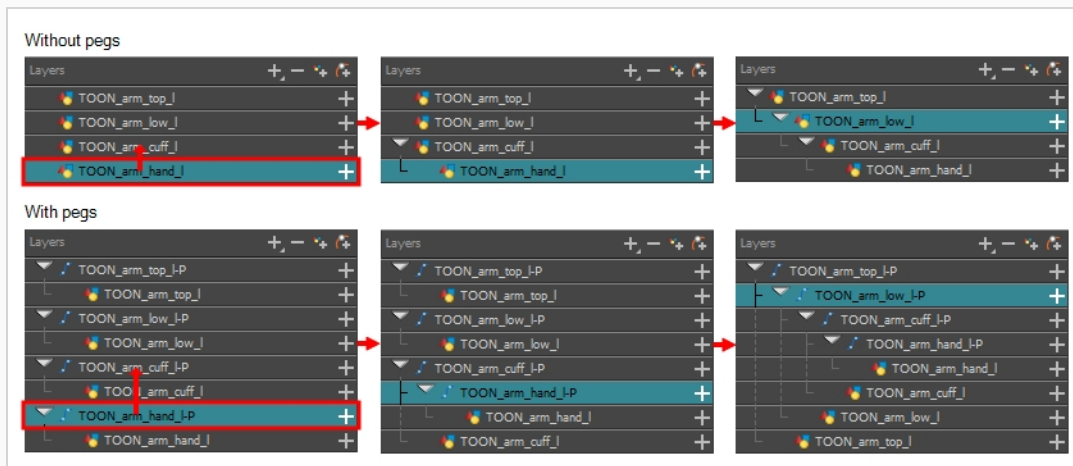 Without pegs
Layers
TOON_arm_top_l
TOON_arm_low_l
TOON_arm_cuff_l
TOON_arm_hand_l
Layers
TOON_arm_top_l
TOON_arm_low_l
TOON_arm_cuff_l
TOON_arm_hand_l
Layers
TOON_arm_top_l
TOON_arm_low_l
TOON_arm_cuff_l
TOON_arm_hand_l
With pegs
Layers
TOON_arm_top_l-P
TOON_arm_top_l
TOON_arm_low_l-P
TOON_arm_low_l
TOON_arm_cuff_l-P
TOON_arm_cuff_l
TOON_arm_hand_l-P
TOON_arm_hand_l
Layers
TOON_arm_top_l-P
TOON_arm_top_l
TOON_arm_low_l-P
TOON_arm_low_l
TOON_arm_cuff_l-P
TOON_arm_hand_l-P
TOON_arm_hand_l
TOON_arm_cuff_l
Layers
TOON_arm_top_l-P
TOON_arm_low_l-P
TOON_arm_cuff_l-P
TOON_arm_hand_l-P
TOON_arm_hand_l
TOON_arm_cuff_l
TOON_arm_low_l
TOON_arm_top_l